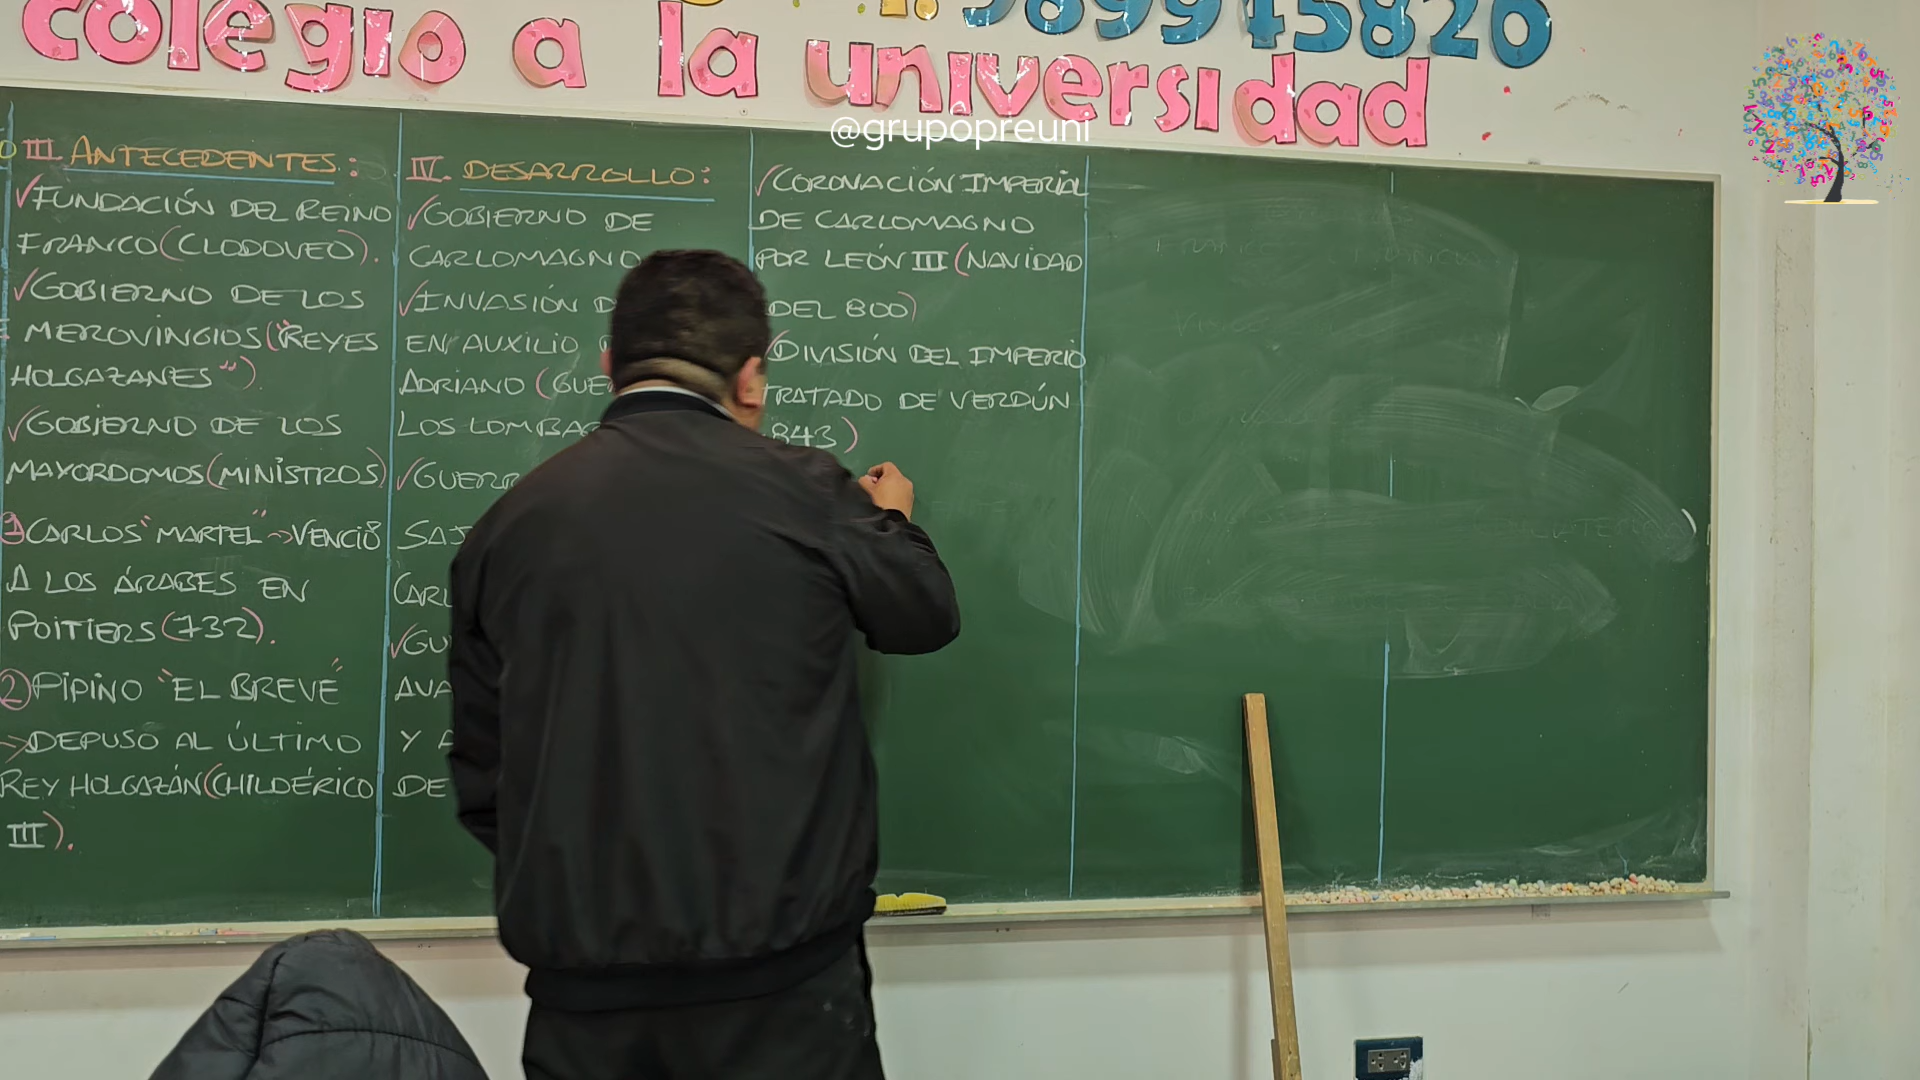 989975820
colegio a la universidad
@grupopreuni
III. ANTECEDENTES:
✓FUNDACIÓN DEL REINO
FRANCO (CLODOVEO).
✓GOBIERNO DE LOS
MEROVINGIOS ("REYES
HOLGAZANES").
✓GOBIERNO DE LOS
MAYORDOMOS (MINISTROS)
1 CARLOS "MARTEL" → VENCIÓ
A LOS ÁRABES EN
POITIERS (732).
2 PIPINO "EL BREVE"
→ DEPUSO AL ÚLTIMO
REY HOLGAZÁN (CHILDÉRICO
III).
IV. DESARROLLO:
✓GOBIERNO DE
CARLOMAGNO
✓INVASIÓN
EN AUXILIO
ADRIANO (
LOS
✓
Y
DE
✓CORONACIÓN IMPERIAL
DE CARLOMAGNO
POR LEÓN III (NAVIDAD
DEL 800)
DIVISIÓN DEL IMPERIO
TRATADO DE VERDÚN
843)